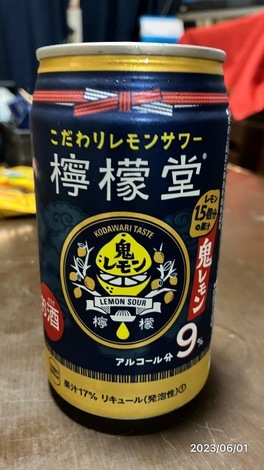 こだわりレモンサワー
檸檬堂
レモン
1.5個分
の果汁
鬼レモン
KODAWARI TASTE
鬼
レモン
LEMON SOUR
檸檬
お酒
アルコール分
9%
果汁17% リキュール(発泡性)①
2023/06/01